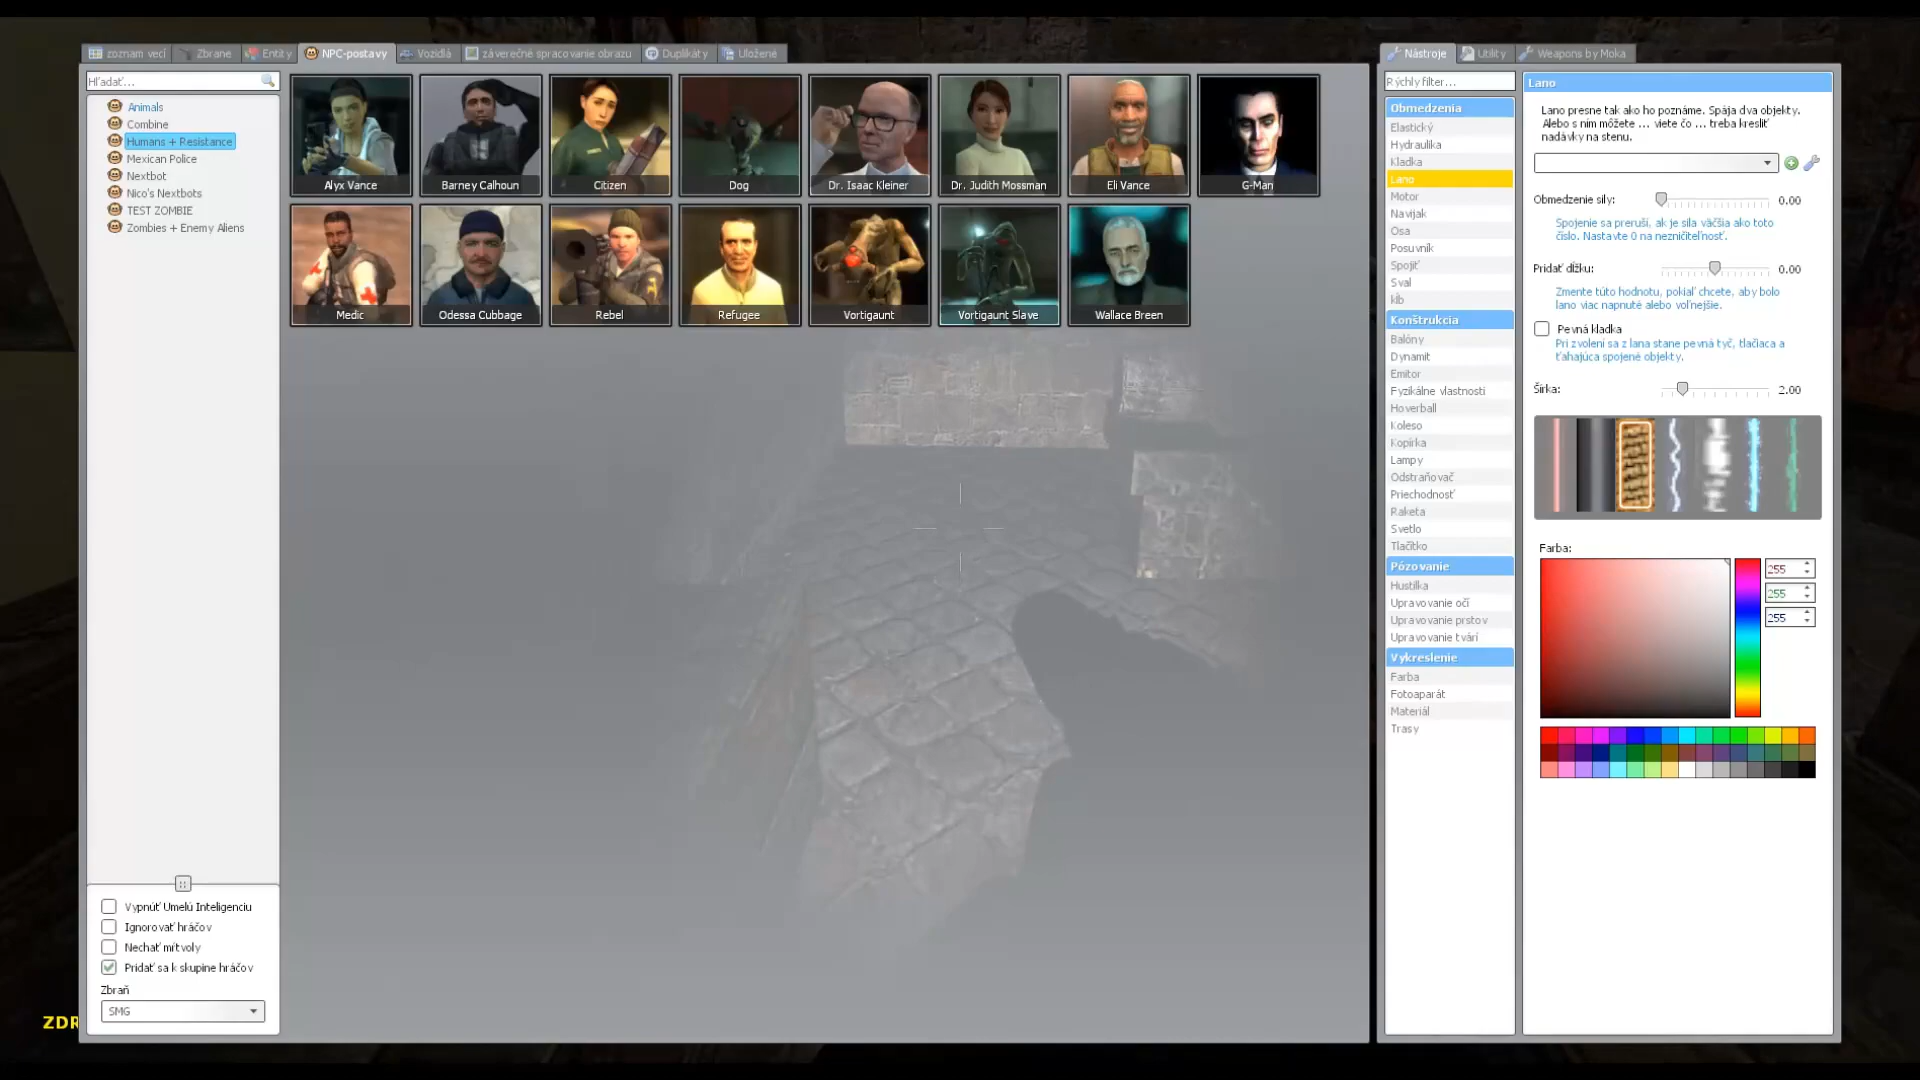 zoznam vecí
Zbrane
Entity
NPC-postavy
Vozidlá
záverečné spracovanie obrazu
Duplikáty
Uložené
Nástroje
Utility
Weapons by Moka
Hľadať...
Animals
Combine
Humans + Resistance
Mexican Police
Nextbot
Nico's Nextbots
TEST ZOMBIE
Zombies + Enemy Aliens
Alyx Vance
Barney Calhoun
Citizen
Dog
Dr. Isaac Kleiner
Dr. Judith Mossman
Eli Vance
G-Man
Medic
Odessa Cubbage
Rebel
Refugee
Vortigaunt
Vortigaunt Slave
Wallace Breen
Vypnúť Umelú Inteligenciu
Ignorovať hráčov
Nechať mŕtvoly
Pridať sa k skupine hráčov
Zbraň
SMG
ZDR
Rýchly filter...
Obmedzenia
Elastický
Hydraulika
Kladka
Lano
Motor
Navijak
Osa
Posuvník
Spojiť
Sval
kĺb
Konštrukcia
Balóny
Dynamit
Emitor
Fyzikálne vlastnosti
Hoverball
Koleso
Kopírka
Lampy
Odstraňovač
Priechodnosť
Raketa
Svetlo
Tlačítko
Pózovanie
Hustilka
Upravovanie očí
Upravovanie prstov
Upravovanie tvárí
Vykreslenie
Farba
Fotoaparát
Materiál
Trasy
Lano
Lano presne tak ako ho poznáme. Spája dva objekty.
Alebo s nim môžete ... viete čo ... treba kresliť
nadávky na stenu.
Obmedzenie sily:
0.00
Spojenie sa preruší, ak je sila väčšia ako toto
číslo. Nastavte 0 na nezničiteľnosť.
Pridať dĺžku:
0.00
Zmente túto hodnotu, pokiaľ chcete, aby bolo
lano viac napnuté alebo voľnejšie.
Pevná kladka
Pri zvolení sa z lana stane pevná tyč, tlačiaca a
ťahajúca spojené objekty.
Šírka:
2.00
Farba:
255
255
255